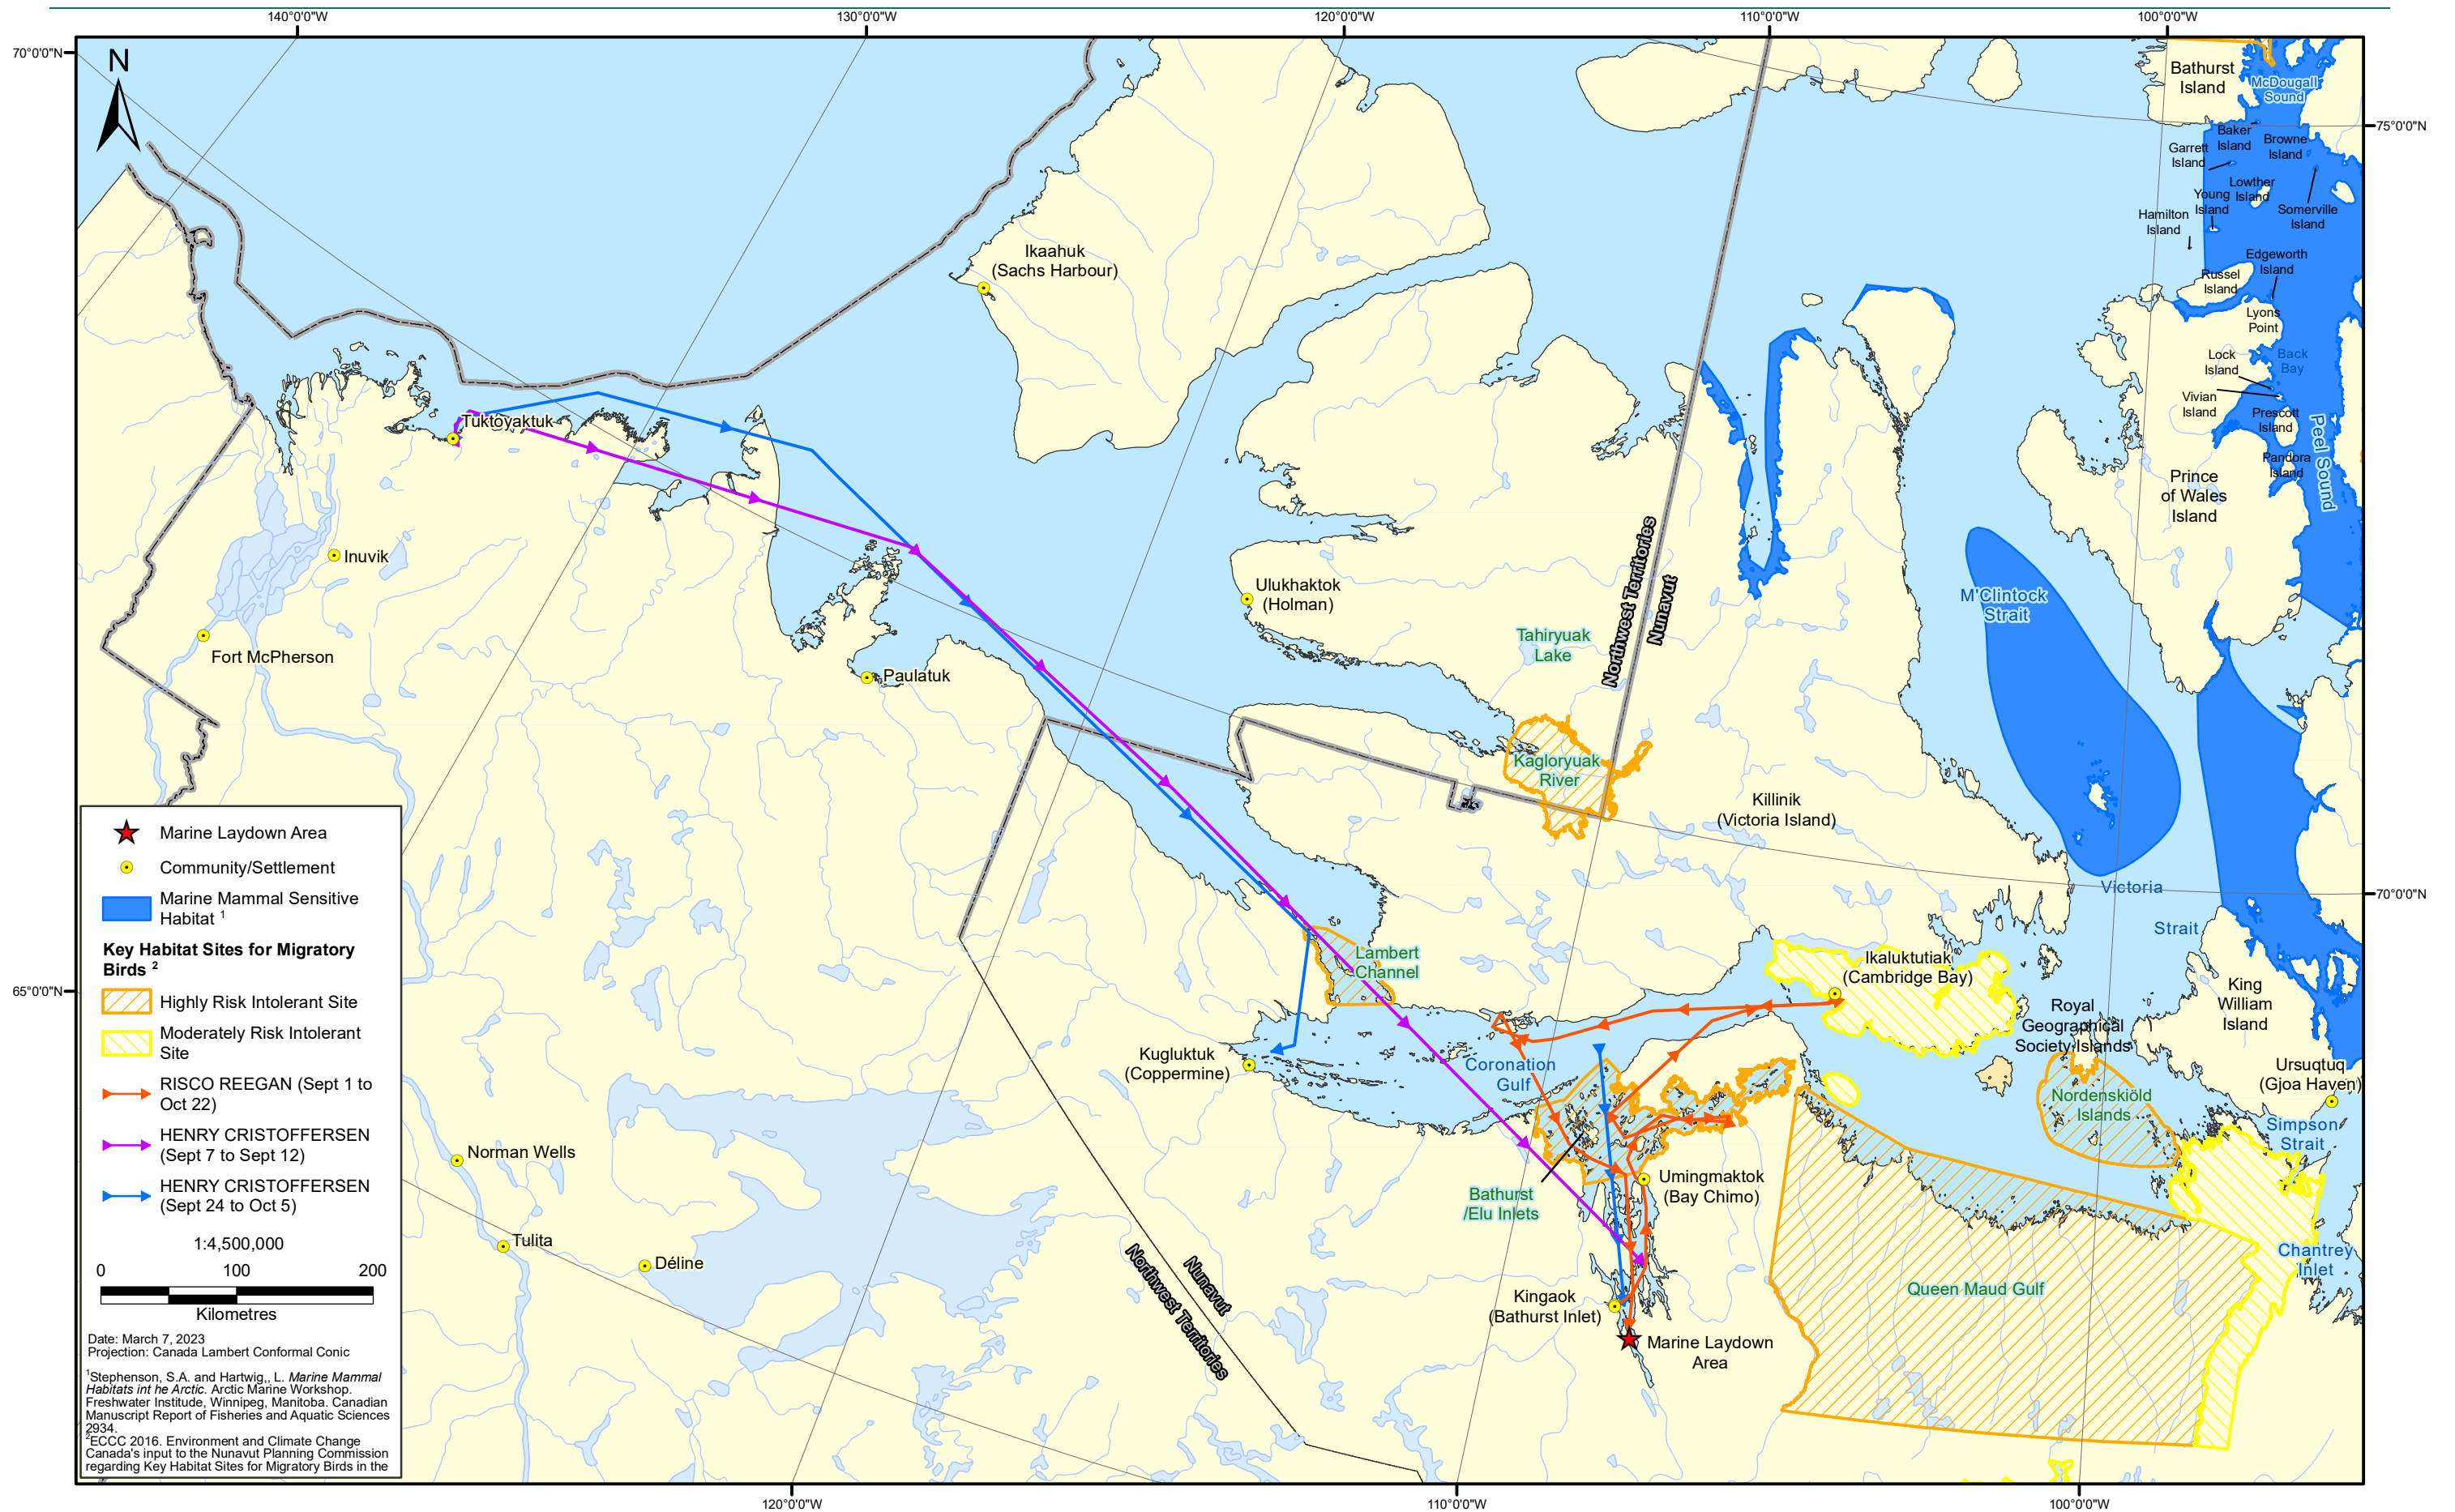 140°0'0"W
130°0'0"W
120°0'0"W
110°0'0"W
100°0'0"W
70°0'0"N
75°0'0"N
70°0'0"N
65°0'0"N
120°0'0"W
110°0'0"W
100°0'0"W
N
Bathurst
Island
McDougall
Sound
Baker
Island
Browne
Island
Garrett
Island
Lowther
Island
Young
Island
Hamilton
Island
Somerville
Island
Edgeworth
Island
Russel
Island
Lyons
Point
Lock
Island
Back
Bay
Vivian
Island
Prescott
Island
Peel Sound
Pandora
Island
Prince
of Wales
Island
Ikaahuk
(Sachs Harbour)
Tuktoyaktuk
Inuvik
Fort McPherson
Paulatuk
Ulukhaktok
(Holman)
Tahiryuak
Lake
Northwest Territories
Nunavut
M'Clintock
Strait
Kagloryuak
River
Killinik
(Victoria Island)
Victoria
Strait
Lambert
Channel
Ikaluktutiak
(Cambridge Bay)
King
William
Island
Royal
Geographical
Society Islands
Kugluktuk
(Coppermine)
Coronation
Gulf
Ursuqtuq
(Gjoa Haven)
Nordenskiöld
Islands
Simpson
Strait
Norman Wells
Umingmaktok
(Bay Chimo)
Bathurst
/Elu Inlets
Tulita
Déline
Chantrey
Inlet
Queen Maud Gulf
Nunavut
Northwest Territories
Kingaok
(Bathurst Inlet)
Marine Laydown
Area
Marine Laydown Area
Community/Settlement
Marine Mammal Sensitive
Habitat 1
Key Habitat Sites for Migratory
Birds 2
Highly Risk Intolerant Site
Moderately Risk Intolerant
Site
RISCO REEGAN (Sept 1 to
Oct 22)
HENRY CRISTOFFERSEN
(Sept 7 to Sept 12)
HENRY CRISTOFFERSEN
(Sept 24 to Oct 5)
1:4,500,000
0 100 200
Kilometres
Date: March 7, 2023
Projection: Canada Lambert Conformal Conic
1Stephenson, S.A. and Hartwig,, L. Marine Mammal
Habitats int he Arctic. Arctic Marine Workshop.
Freshwater Institude, Winnipeg, Manitoba. Canadian
Manuscript Report of Fisheries and Aquatic Sciences
2934.
2ECCC 2016. Environment and Climate Change
Canada's input to the Nunavut Planning Commission
regarding Key Habitat Sites for Migratory Birds in the